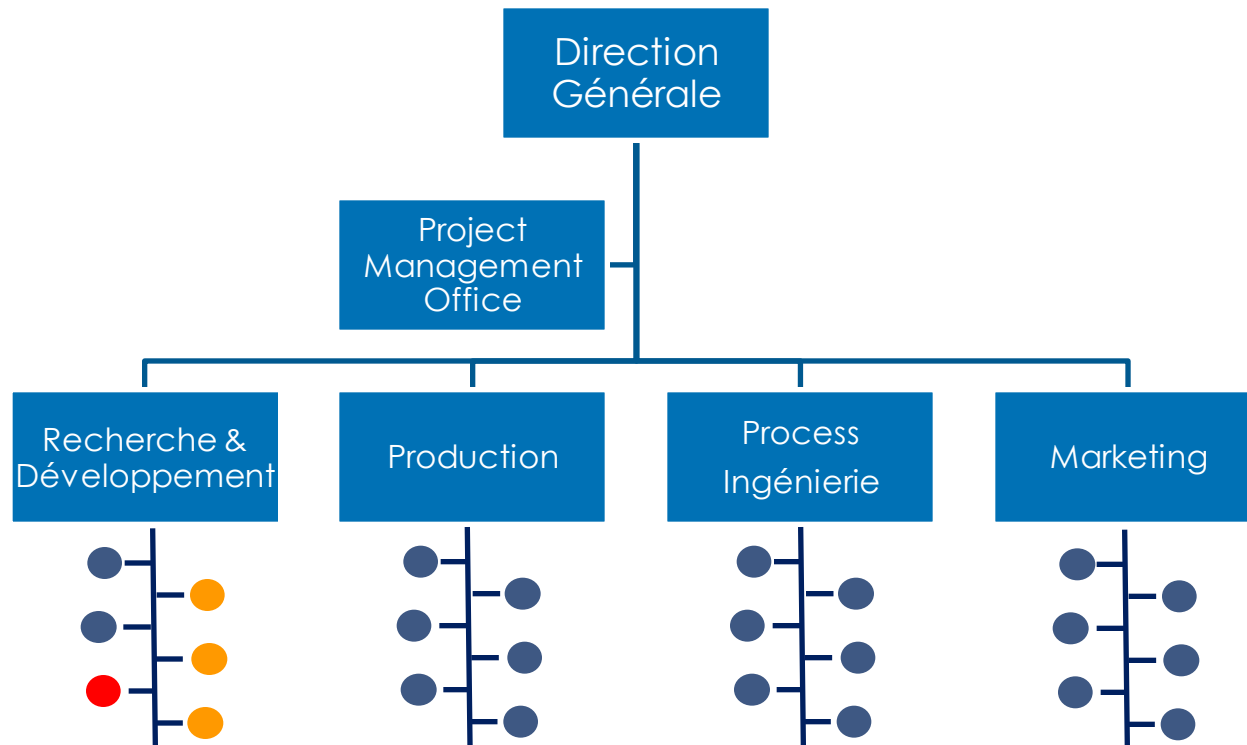 Direction
Générale
Project
Management
Office
Recherche &
Développement
Production
Process
Ingénierie
Marketing